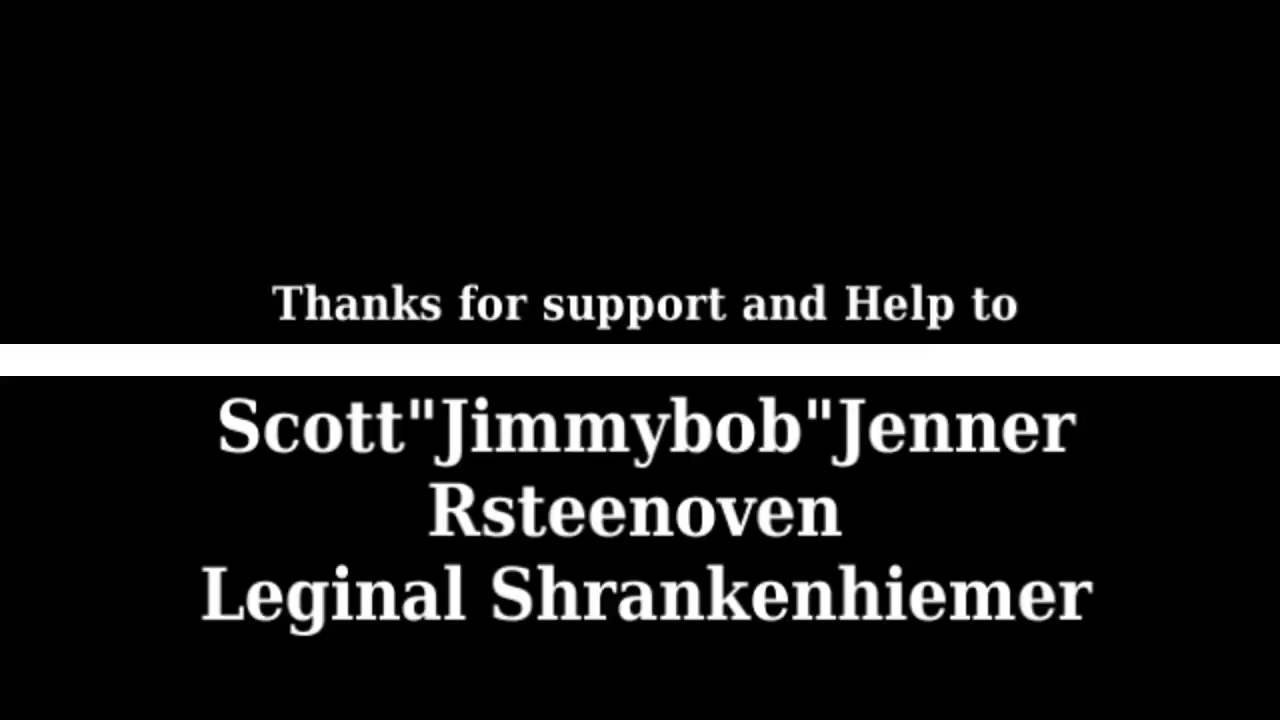 Thanks for support and Help to
Scott"Jimmybob"Jenner
Rsteenoven
Leginal Shrankenhiemer